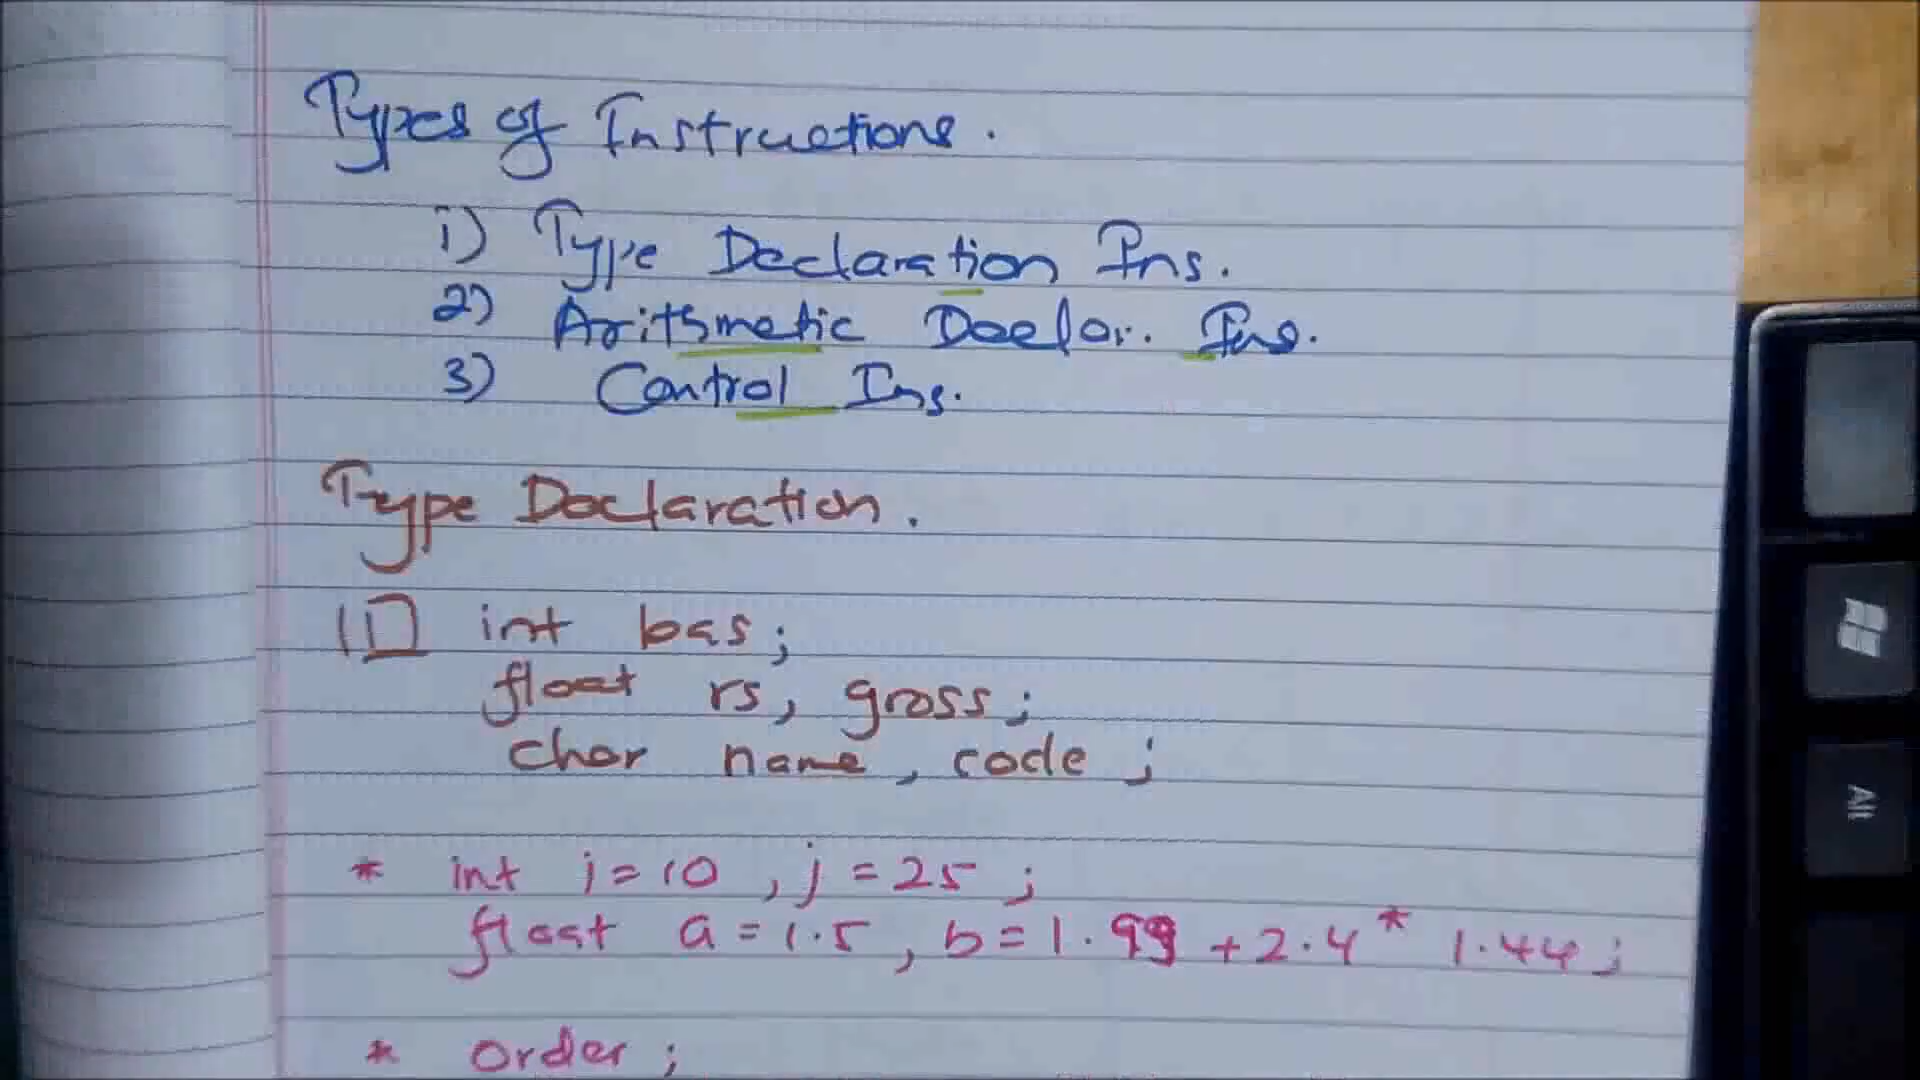 Types of Instructions.
i) Type Declaration Ins.
2) Arithmetic Declar. Ins.
3) Control Ins.
Type Declaration.
1] int bas;
float rs, gross;
char name, code;
* int i=10, j=25;
float a=1.5, b=1.99+2.4*1.44;
* Order;
Alt